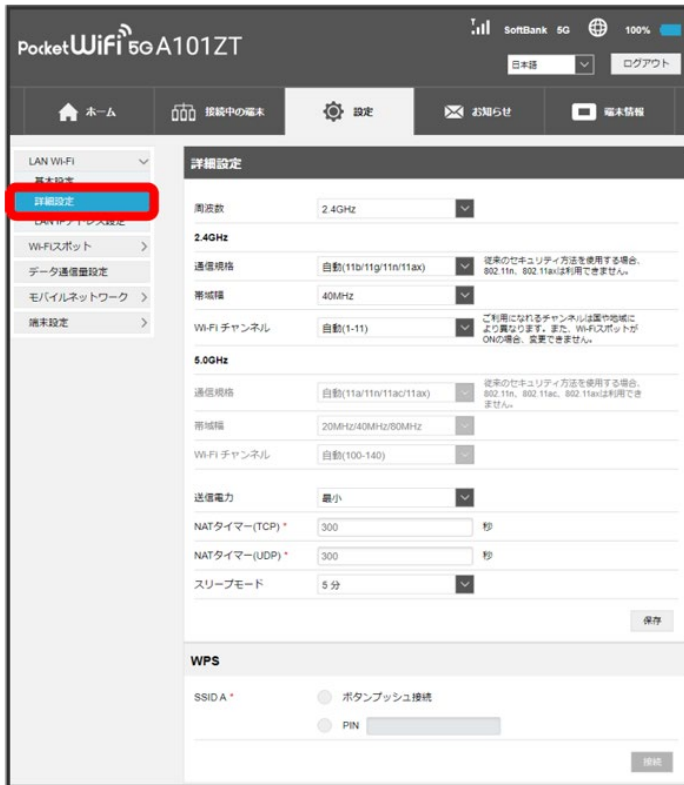 Pocket WiFi 5G A101ZT
SoftBank 5G 100%
日本語 ログアウト
ホーム 接続中の端末 設定 お知らせ 端末情報
LAN Wi-Fi
基本設定
詳細設定
LAN IPアドレス設定
Wi-Fiスポット
データ通信量設定
モバイルネットワーク
端末設定
詳細設定
周波数 2.4GHz
2.4GHz
通信規格 自動(11b/11g/11n/11ax) 従来のセキュリティ方法を使用する場合、
802.11n、802.11axは利用できません。
帯域幅 40MHz
Wi-Fi チャンネル 自動(1-11) ご利用になれるチャンネルは国や地域に
より異なります。また、Wi-Fiスポットが
ONの場合、変更できません。
5.0GHz
通信規格 自動(11a/11n/11ac/11ax) 従来のセキュリティ方法を使用する場合、
802.11n、802.11ac、802.11axは利用でき
ません。
帯域幅 20MHz/40MHz/80MHz
Wi-Fi チャンネル 自動(100-140)
送信電力 最小
NATタイマー(TCP) * 300 秒
NATタイマー(UDP) * 300 秒
スリープモード 5 分
保存
WPS
SSID A * ボタンプッシュ接続
PIN
接続